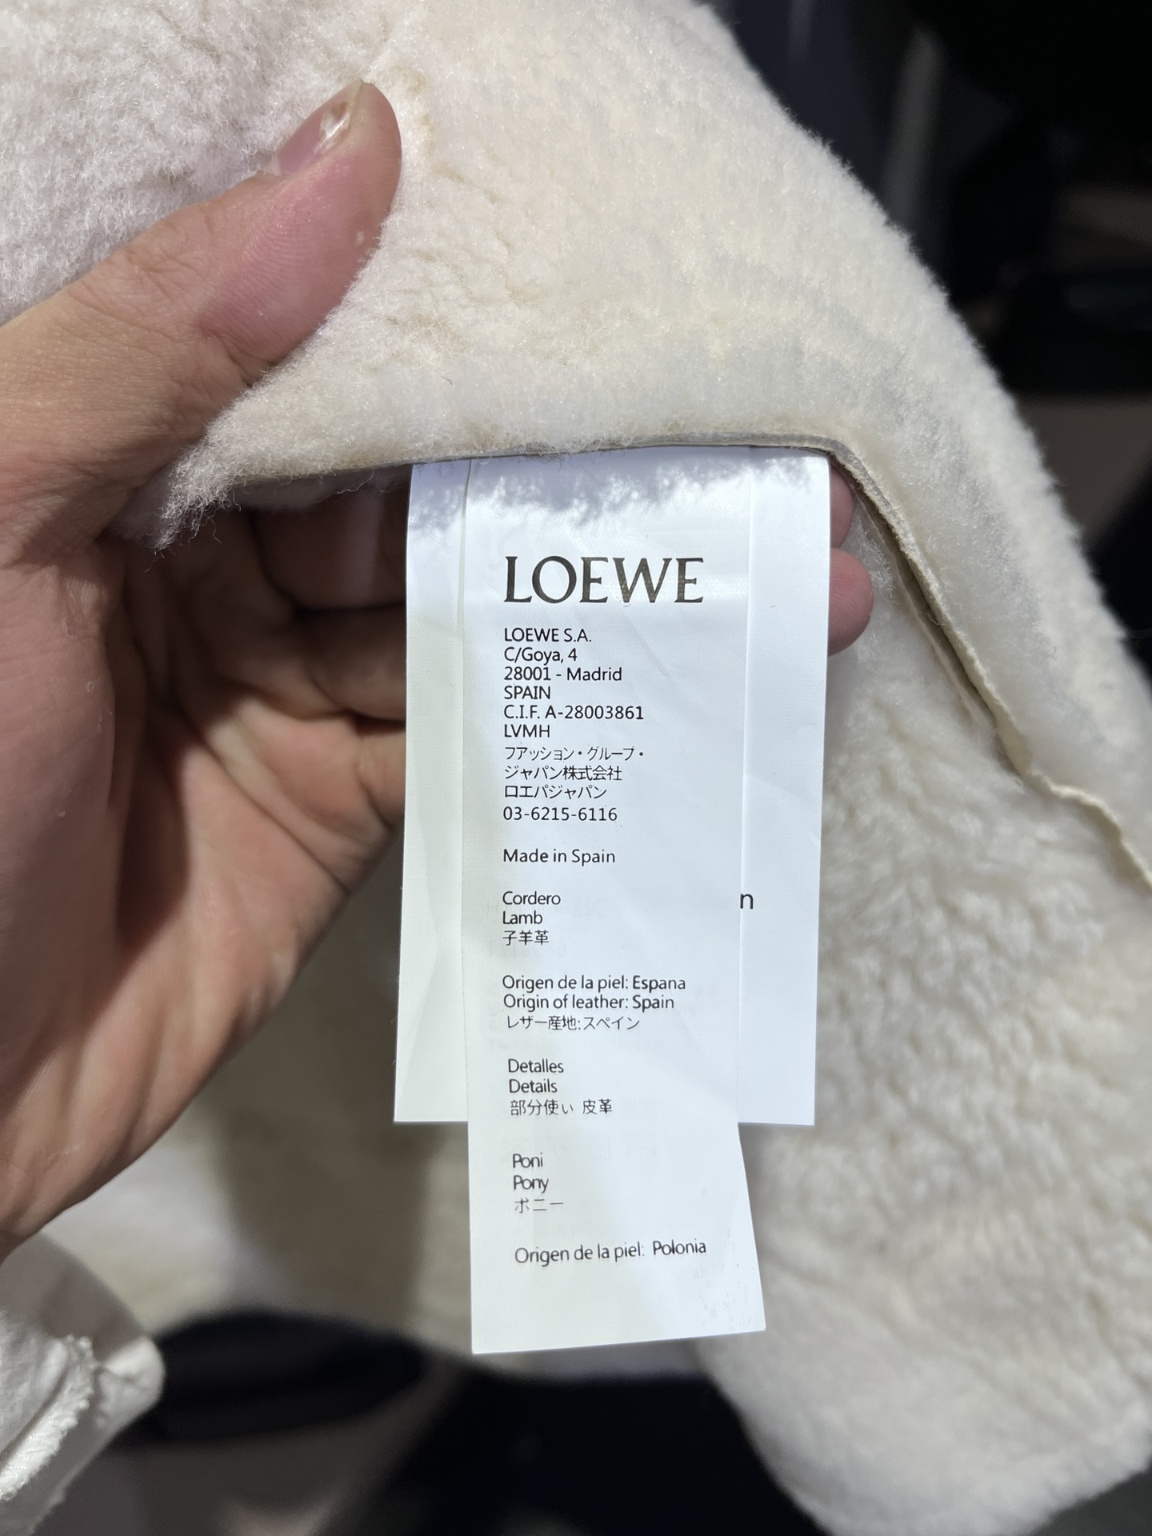 LOEWE
LOEWE S.A.
C/Goya, 4
28001 - Madrid
SPAIN
C.I.F. A-28003861
LVMH
フアッション・グループ・
ジャパン株式会社
ロエパジャパン
03-6215-6116
Made in Spain
Cordero
Lamb
子羊革
Origen de la piel: Espana
Origin of leather: Spain
レザー産地:スペイン
Detalles
Details
部分使い 皮革
Poni
Pony
ポニー
Origen de la piel: Polonia
n